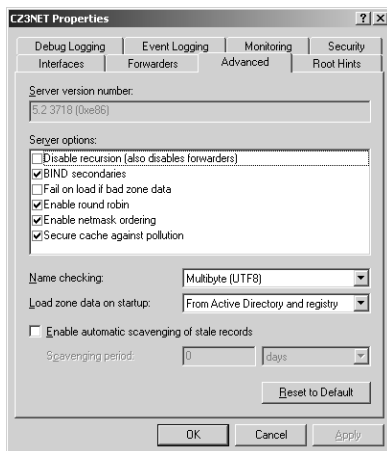 CZ3NET Properties
Debug Logging Event Logging Monitoring Security
Interfaces Forwarders Advanced Root Hints
Server version number:
5.2 3718 (0xe86)
Server options:
Disable recursion (also disables forwarders)
BIND secondaries
Fail on load if bad zone data
Enable round robin
Enable netmask ordering
Secure cache against pollution
Name checking: Multibyte (UTF8)
Load zone data on startup: From Active Directory and registry
Enable automatic scavenging of stale records
Scavenging period: 0 days
Reset to Default
OK Cancel Apply